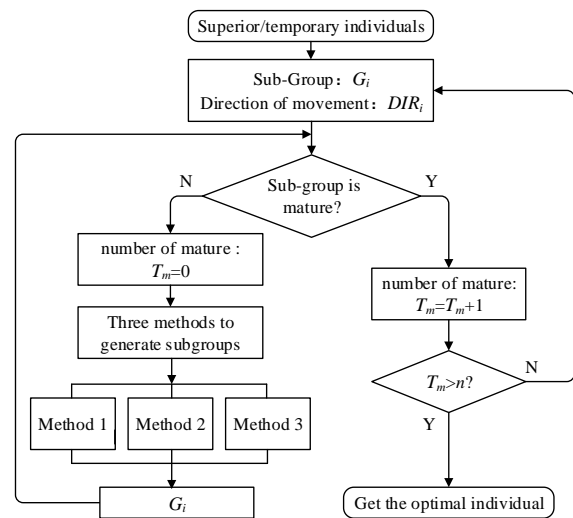 Superior/temporary individuals
Sub-Group：Gi
Direction of movement：DIRi
N
Sub-group is
mature?
Y
number of mature :
Tm=0
number of mature:
Tm=Tm+1
Three methods to
generate subgroups
Tm>n?
N
Method 1
Method 2
Method 3
Y
Gi
Get the optimal individual